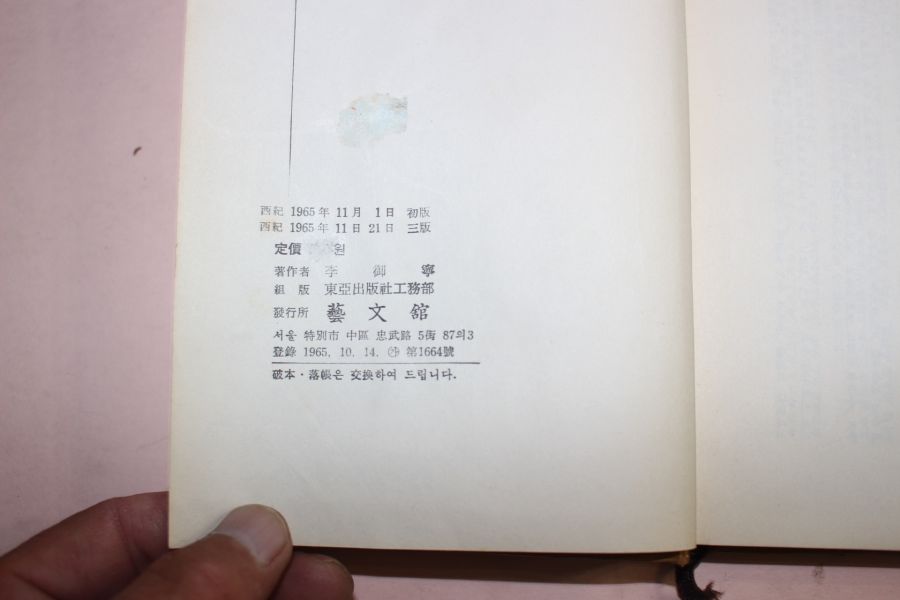 西紀 1965年 11月 1日 初版
西紀 1965年 11日 21日 三版
定價 원
著作者 李 御 寧
組 版 東亞出版社工務部
發行所 藝 文 舘
서울 特別市 中區 忠武路 5街 87의3
登錄 1965. 10. 14. ㉮ 第1664號
破本·落帳은 交換하여 드립니다.